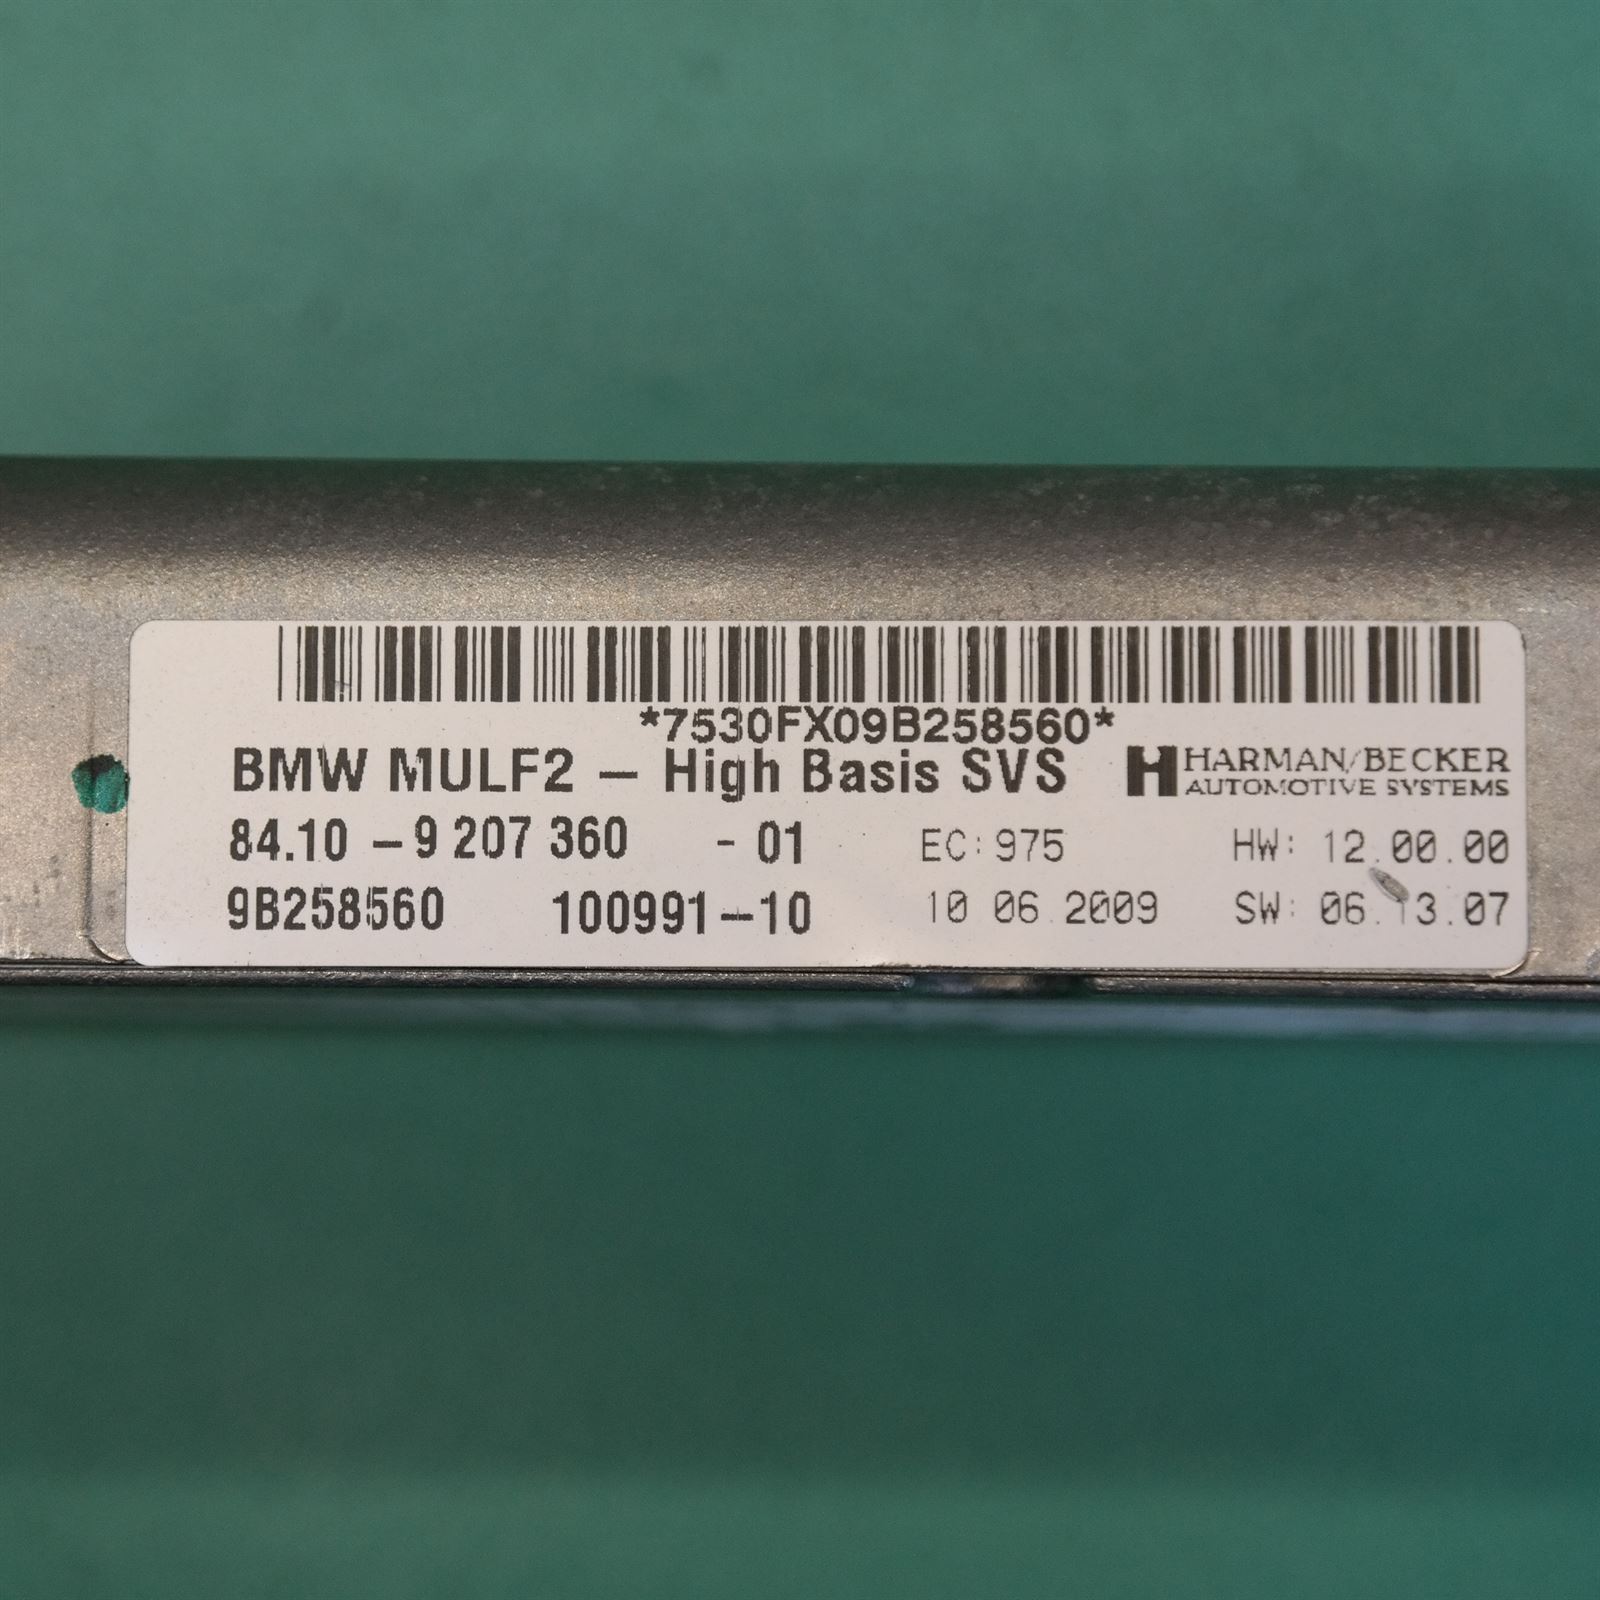 *7530FX09B258560*
BMW MULF2 – High Basis SVS
HARMAN/BECKER
AUTOMOTIVE SYSTEMS
84.10 – 9 207 360 - 01 EC: 975 HW: 12.00.00
9B258560 100991–10 10 06 2009 SW: 06.13.07